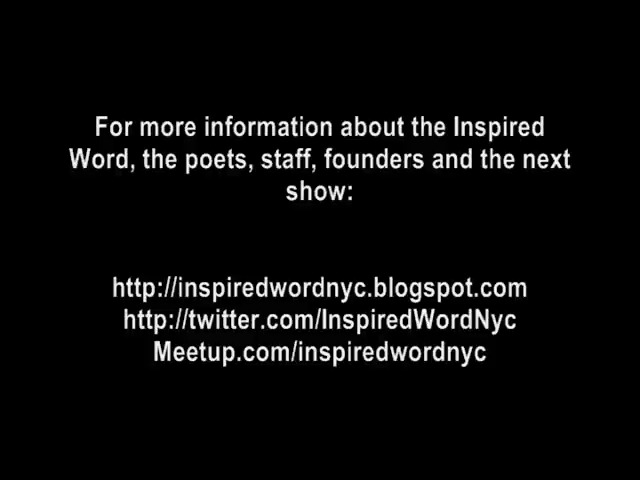 For more information about the Inspired
Word, the poets, staff, founders and the next
show:
http://inspiredwordnyc.blogspot.com
http://twitter.com/InspiredWordNyc
Meetup.com/inspiredwordnyc